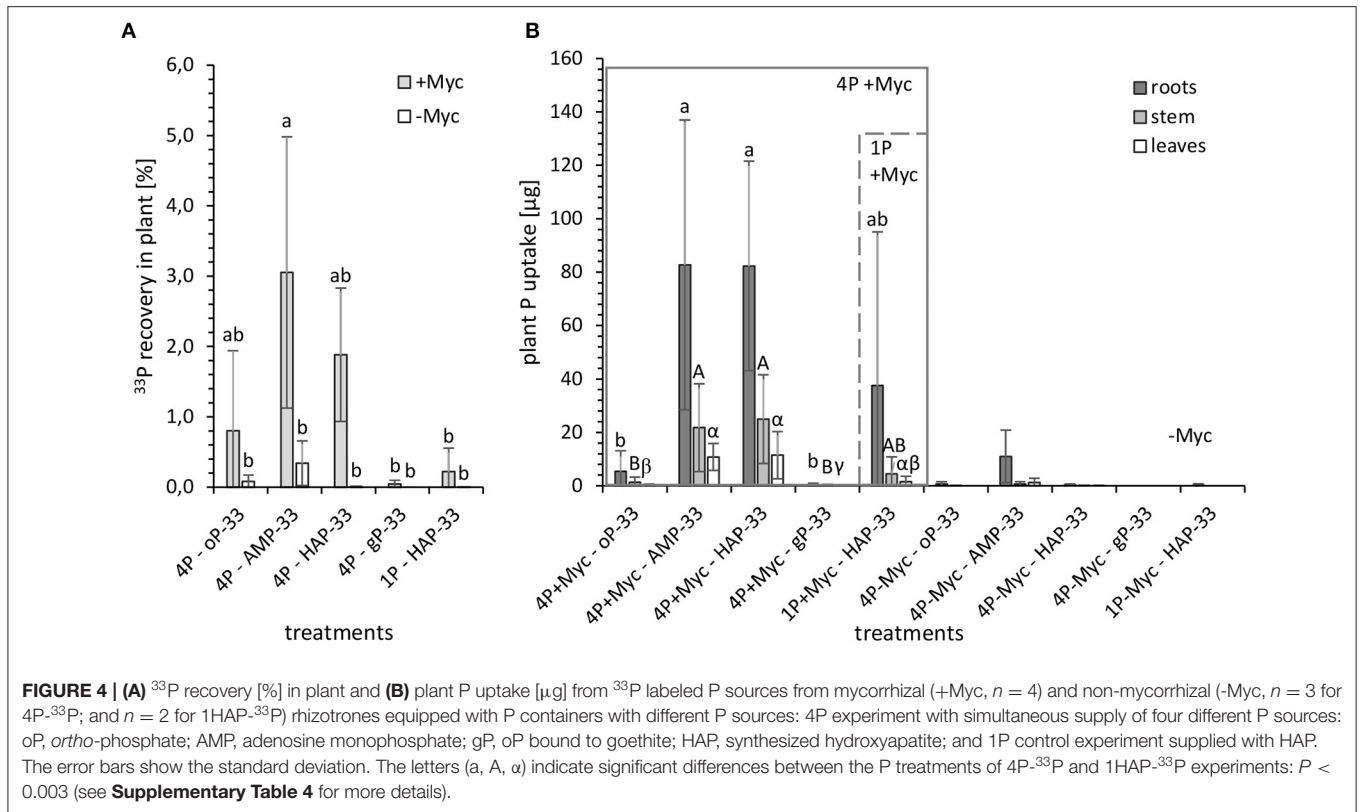 A
B
6,0
5,0
4,0
3,0
2,0
1,0
0,0
³³P recovery in plant [%]
+Myc
-Myc
ab
b
a
b
ab
b
b
b
b
b
4P - oP-33
4P - AMP-33
4P - HAP-33
4P - gP-33
1P - HAP-33
treatments
160
140
120
100
80
60
40
20
0
plant P uptake [µg]
4P +Myc
1P
+Myc
roots
stem
leaves
-Myc
b
Bβ
a
A
α
a
A
α
b
Bγ
ab
AB
αβ
4P+Myc - oP-33
4P+Myc - AMP-33
4P+Myc - HAP-33
4P+Myc - gP-33
1P+Myc - HAP-33
4P-Myc - oP-33
4P-Myc - AMP-33
4P-Myc - HAP-33
4P-Myc - gP-33
1P-Myc - HAP-33
treatments
FIGURE 4 | (A) ³³P recovery [%] in plant and (B) plant P uptake [µg] from ³³P labeled P sources from mycorrhizal (+Myc, n = 4) and non-mycorrhizal (-Myc, n = 3 for
4P-³³P; and n = 2 for 1HAP-³³P) rhizotrones equipped with P containers with different P sources: 4P experiment with simultaneous supply of four different P sources:
oP, ortho-phosphate; AMP, adenosine monophosphate; gP, oP bound to goethite; HAP, synthesized hydroxyapatite; and 1P control experiment supplied with HAP.
The error bars show the standard deviation. The letters (a, A, α) indicate significant differences between the P treatments of 4P-³³P and 1HAP-³³P experiments: P <
0.003 (see Supplementary Table 4 for more details).